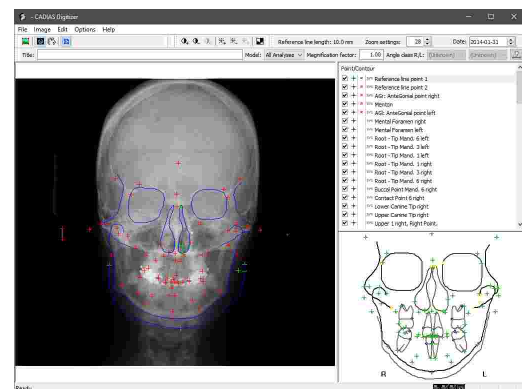 - CADIAS Digitizer
File Image Edit Options Help
Reference line length: 10.0 mm Zoom settings: 28 Date: 2014-01-31
Title: Model: All Analyses Magnification factor: 1.00 Angle class R/L: (Unknown) (Unknown)
Point/Contour
Reference line point 1
Reference line point 2
AGr: AnteGonial point right
Menton
AGl: AnteGonial point left
Mental Foramen right
Mental Foramen left
Root - Tip Mand. 6 left
Root - Tip Mand. 3 left
Root - Tip Mand. 1 left
Root - Tip Mand. 1 right
Root - Tip Mand. 3 right
Root - Tip Mand. 6 right
Buccal Point Mand. 6 right
Contact Point 6 right
Lower Canine Tip right
Upper Canine Tip right
Upper 1 right, Right Point.
R L
Ready